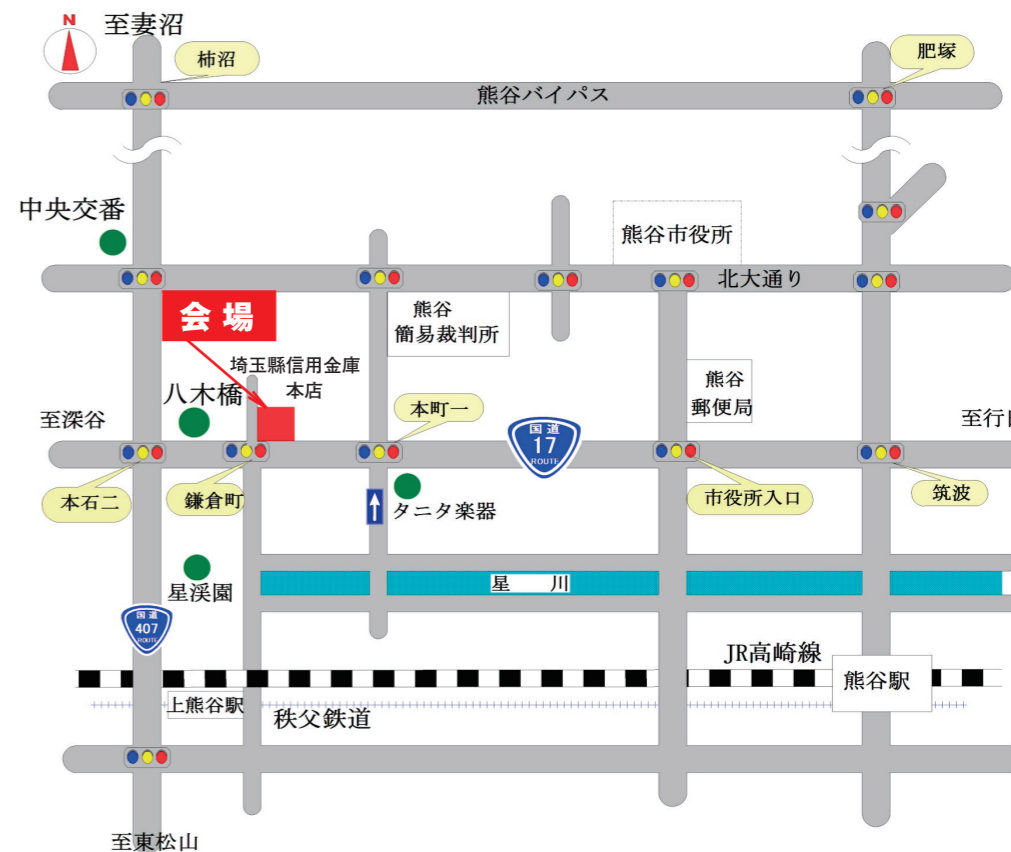 N
至妻沼
柿沼
肥塚
熊谷バイパス
中央交番
熊谷市役所
北大通り
会場
熊谷
簡易裁判所
埼玉縣信用金庫
本店
八木橋
熊谷
郵便局
至深谷
本町一
国道
17
ROUTE
至行
本石二
鎌倉町
タニタ楽器
市役所入口
筑波
星溪園
星川
国道
407
ROUTE
JR高崎線
熊谷駅
上熊谷駅
秩父鉄道
至東松山